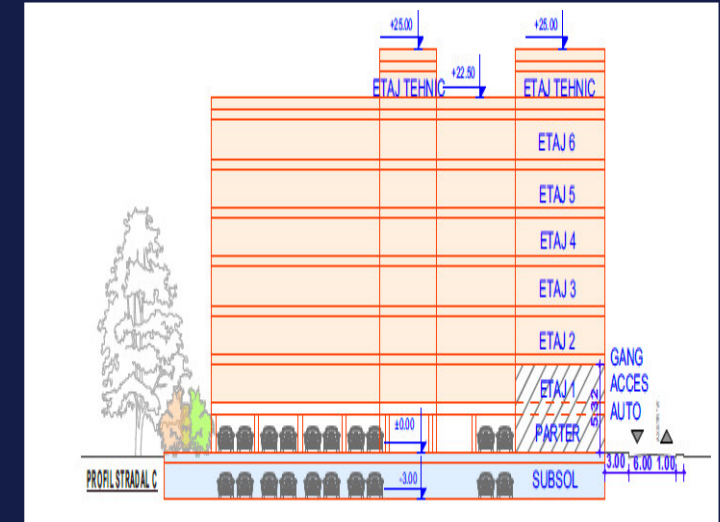 +25.00
+25.00
+22.50
ETAJ TEHNIC
ETAJ TEHNIC
ETAJ 6
ETAJ 5
ETAJ 4
ETAJ 3
ETAJ 2
GANG
ACCES
AUTO
ETAJ 1
5.32
PARTER
±0.00
3.00 6.00 1.00
PROFIL STRADAL C
-3.00
SUBSOL